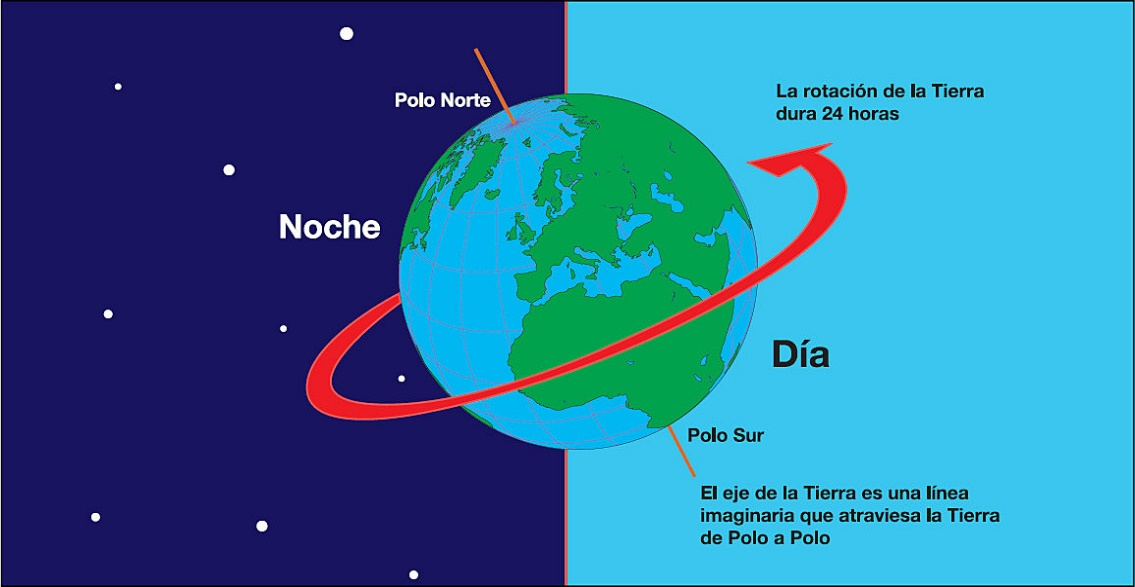 Polo Norte
La rotación de la Tierra
dura 24 horas
Noche
Día
Polo Sur
El eje de la Tierra es una línea
imaginaria que atraviesa la Tierra
de Polo a Polo